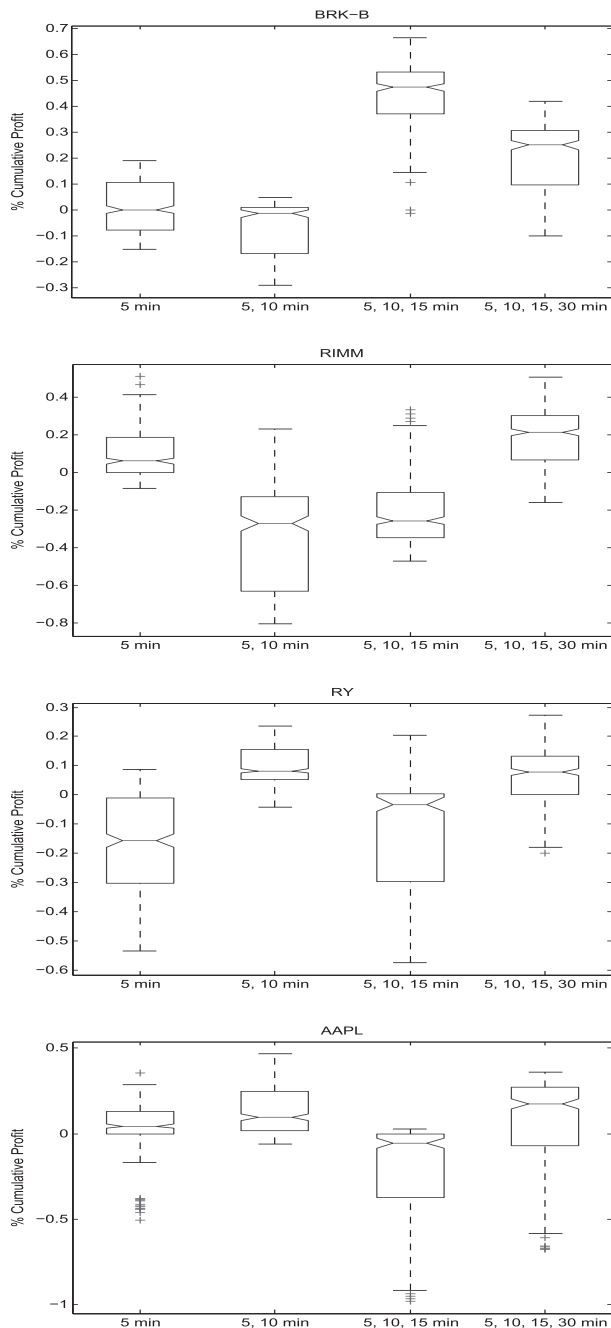 BRK−B
% Cumulative Profit
0.7
0.6
0.5
0.4
0.3
0.2
0.1
0
−0.1
−0.2
−0.3
5 min
5, 10 min
5, 10, 15 min
5, 10, 15, 30 min
RIMM
% Cumulative Profit
0.4
0.2
0
−0.2
−0.4
−0.6
−0.8
5 min
5, 10 min
5, 10, 15 min
5, 10, 15, 30 min
RY
% Cumulative Profit
0.3
0.2
0.1
0
−0.1
−0.2
−0.3
−0.4
−0.5
−0.6
5 min
5, 10 min
5, 10, 15 min
5, 10, 15, 30 min
AAPL
% Cumulative Profit
0.5
0
−0.5
−1
5 min
5, 10 min
5, 10, 15 min
5, 10, 15, 30 min